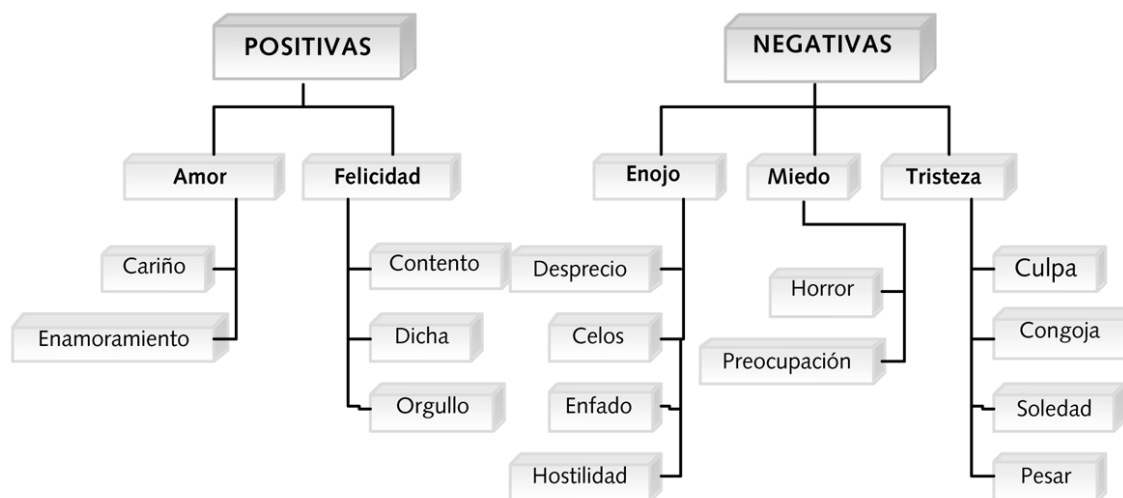 POSITIVAS
NEGATIVAS
Amor
Felicidad
Enojo
Miedo
Tristeza
Cariño
Enamoramiento
Contento
Dicha
Orgullo
Desprecio
Celos
Enfado
Hostilidad
Horror
Preocupación
Culpa
Congoja
Soledad
Pesar